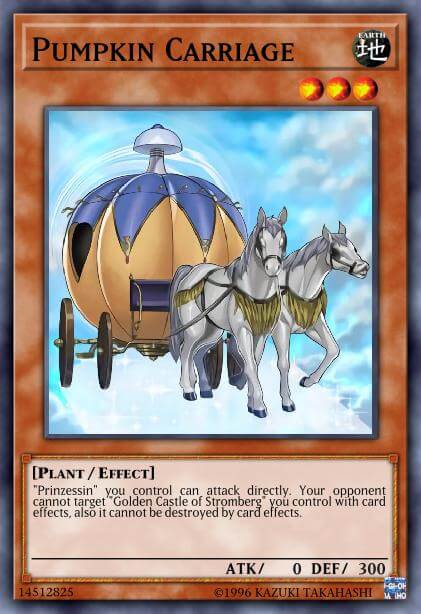 Pumpkin Carriage
EARTH
地
[Plant / Effect]
"Prinzessin" you control can attack directly. Your opponent
cannot target "Golden Castle of Stromberg" you control with card
effects, also it cannot be destroyed by card effects.
ATK/ 0 DEF/ 300
14512825
©1996 KAZUKI TAKAHASHI